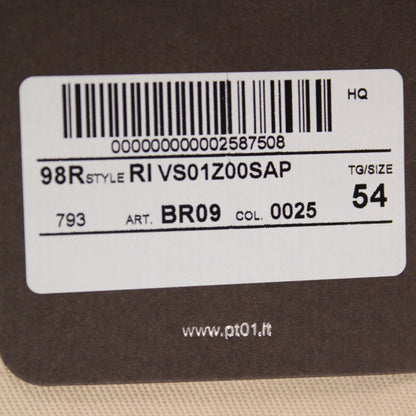 HQ
000000000002587508
98R STYLE RI VS01Z00SAP TG/SIZE
793 ART. BR09 COL. 0025 54
www.pt01.it